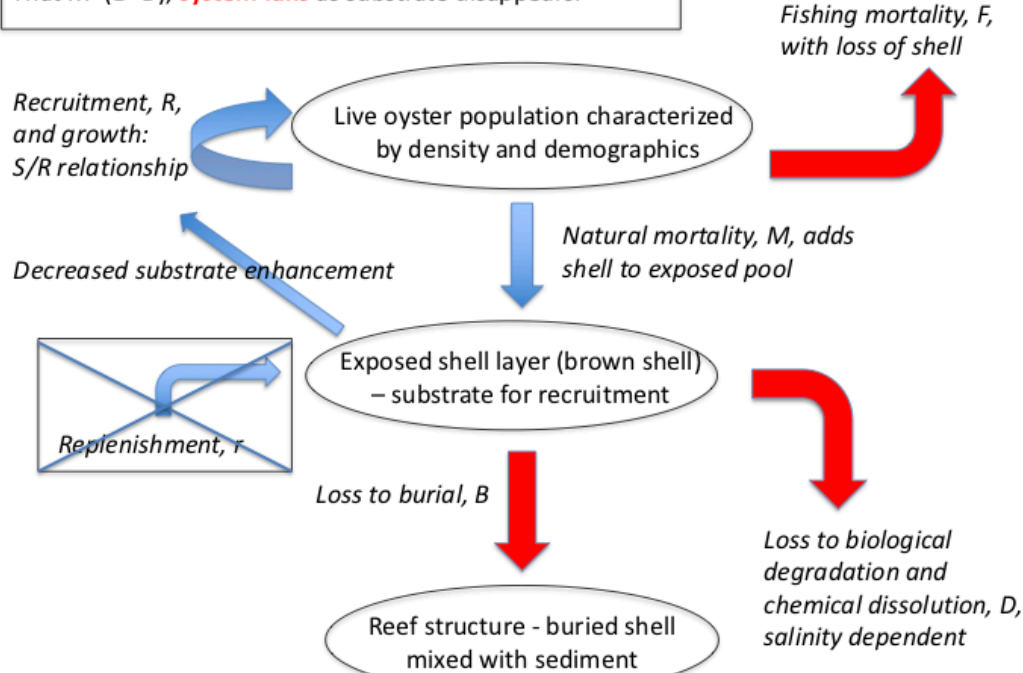 Fishing mortality, F,
with loss of shell
Recruitment, R,
and growth:
S/R relationship
Live oyster population characterized
by density and demographics
Natural mortality, M, adds
shell to exposed pool
Decreased substrate enhancement
Exposed shell layer (brown shell)
– substrate for recruitment
Replenishment, r
Loss to burial, B
Loss to biological
degradation and
chemical dissolution, D,
salinity dependent
Reef structure - buried shell
mixed with sediment